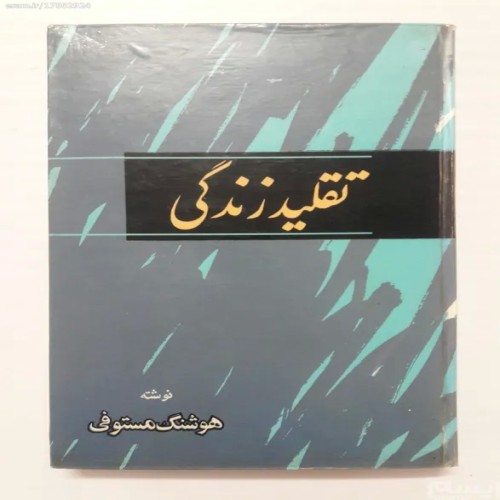 تقلید زندگی
نوشته
هوشنگ مستوفی